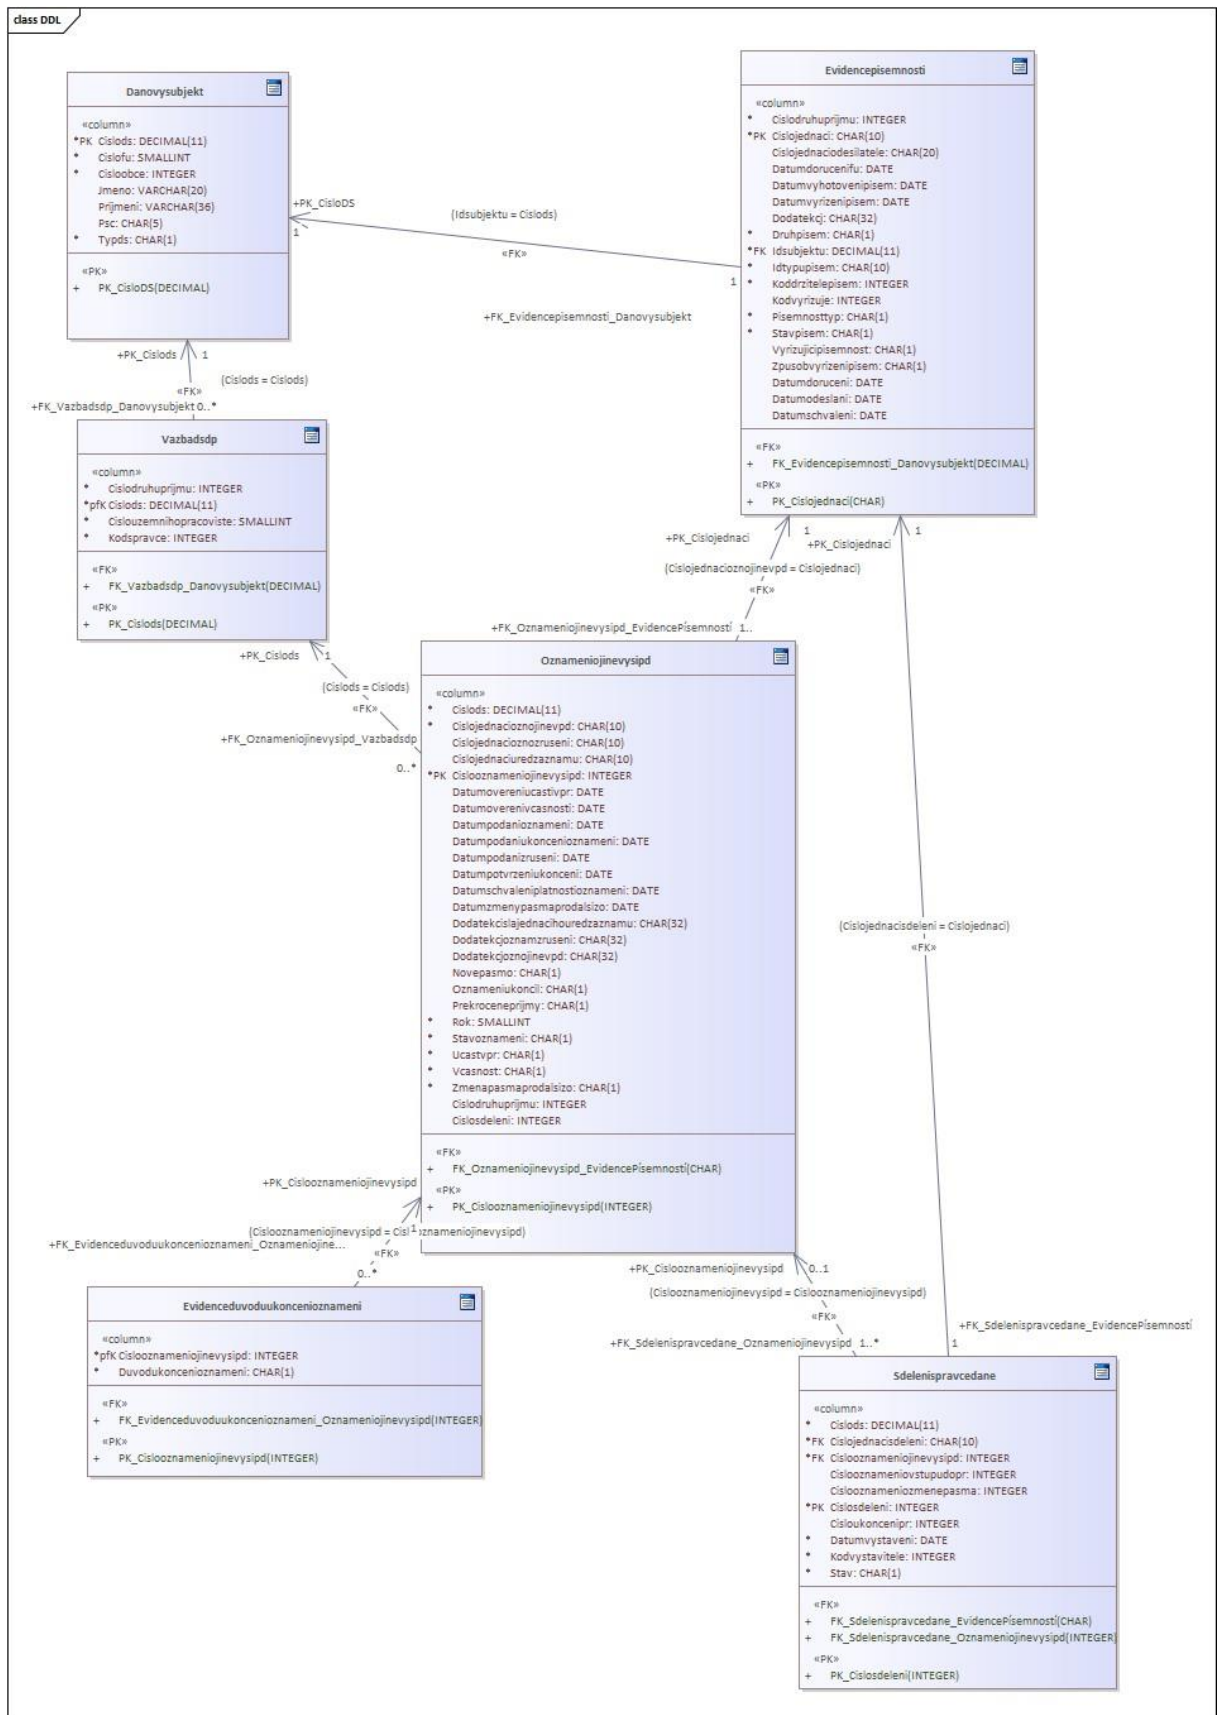 class DDL
Danovysubjekt
«column»
*PK Cislods: DECIMAL(11)
* Cislofu: SMALLINT
* Cisloobce: INTEGER
Jmeno: VARCHAR(20)
Prijmeni: VARCHAR(36)
Psc: CHAR(5)
* Typds: CHAR(1)
«PK»
+ PK_CisloDS(DECIMAL)
Evidencepisemnosti
«column»
* Cislodruhuprijmu: INTEGER
*PK Cislojednaci: CHAR(10)
Cislojednaciodesilatele: CHAR(20)
Datumdorucenifu: DATE
Datumvyhotovenipisem: DATE
Datumvyrizenipisem: DATE
Dodatekcj: CHAR(32)
* Druhpisem: CHAR(1)
*FK Idsubjektu: DECIMAL(11)
* Idtypupisem: CHAR(10)
* Koddrzitelepisem: INTEGER
Kodvyrizuje: INTEGER
* Pisemnosttyp: CHAR(1)
* Stavpisem: CHAR(1)
Vyrizujicipisemnost: CHAR(1)
Zpusobvyrizenipisem: CHAR(1)
Datumdoruceni: DATE
Datumodeslani: DATE
Datumschvaleni: DATE
«FK»
+ FK_Evidencepisemnosti_Danovysubjekt(DECIMAL)
«PK»
+ PK_Cislojednaci(CHAR)
+PK_CisloDS
1
(Idsubjektu = Cislods)
«FK»
1
+FK_Evidencepisemnosti_Danovysubjekt
+PK_Cislods
1
(Cislods = Cislods)
«FK»
+FK_Vazbadsdp_Danovysubjekt 0..*
Vazbadsdp
«column»
* Cislodruhuprijmu: INTEGER
*pfK Cislods: DECIMAL(11)
* Cislouzemnihopracoviste: SMALLINT
* Kodspravce: INTEGER
«FK»
+ FK_Vazbadsdp_Danovysubjekt(DECIMAL)
«PK»
+ PK_Cislods(DECIMAL)
+PK_Cislods
1
(Cislods = Cislods)
«FK»
+FK_Oznameniojinevysipd_Vazbadsdp
0..*
+PK_Cislojednaci
1
(Cislojednacioznojinevpd = Cislojednaci)
«FK»
+FK_Oznameniojinevysipd_EvidencePísemností 1..
+PK_Cislojednaci
1
(Cislojednacisdeleni = Cislojednaci)
«FK»
+FK_Sdelenispravcedane_EvidencePísemností
1
Oznameniojinevysipd
«column»
* Cislods: DECIMAL(11)
* Cislojednacioznojinevpd: CHAR(10)
Cislojednacioznozruseni: CHAR(10)
Cislojednaciuredzaznamu: CHAR(10)
*PK Cislooznameniojinevysipd: INTEGER
Datumovereniucastivpr: DATE
Datumoverenivcasnosti: DATE
Datumpodanioznameni: DATE
Datumpodaniukoncenioznameni: DATE
Datumpodanizruseni: DATE
Datumpotvrzeniukonceni: DATE
Datumschvaleniplatnostioznameni: DATE
Datumzmenypasmaprodalsizo: DATE
Dodatekcislajednacihouredzaznamu: CHAR(32)
Dodatekcjoznamzruseni: CHAR(32)
Dodatekcjoznojinevpd: CHAR(32)
Novepasmo: CHAR(1)
Oznameniukoncil: CHAR(1)
Prekroceneprijmy: CHAR(1)
* Rok: SMALLINT
* Stavoznameni: CHAR(1)
* Ucastvpr: CHAR(1)
* Vcasnost: CHAR(1)
* Zmenapasmaprodalsizo: CHAR(1)
Cislodruhuprijmu: INTEGER
Cislosdeleni: INTEGER
«FK»
+ FK_Oznameniojinevysipd_EvidencePísemností(CHAR)
«PK»
+ PK_Cislooznameniojinevysipd(INTEGER)
+PK_Cislooznameniojinevysipd
1
(Cislooznameniojinevysipd = Cislooznameniojinevysipd)
+FK_Evidenceduvoduukoncenioznameni_Oznameniojine...
«FK»
0..*
Evidenceduvoduukoncenioznameni
«column»
*pfK Cislooznameniojinevysipd: INTEGER
* Duvodukoncenioznameni: CHAR(1)
«FK»
+ FK_Evidenceduvoduukoncenioznameni_Oznameniojinevysipd(INTEGER)
«PK»
+ PK_Cislooznameniojinevysipd(INTEGER)
+PK_Cislooznameniojinevysipd
0..1
(Cislooznameniojinevysipd = Cislooznameniojinevysipd)
«FK»
+FK_Sdelenispravcedane_Oznameniojinevysipd 1..*
Sdelenispravcedane
«column»
* Cislods: DECIMAL(11)
*FK Cislojednacisdeleni: CHAR(10)
*FK Cislooznameniojinevysipd: INTEGER
Cislooznameniovstupudopr: INTEGER
Cislooznameniozmenepasma: INTEGER
*PK Cislosdeleni: INTEGER
Cisloukoncenipr: INTEGER
* Datumvystaveni: DATE
* Kodvystavitele: INTEGER
* Stav: CHAR(1)
«FK»
+ FK_Sdelenispravcedane_EvidencePísemností(CHAR)
+ FK_Sdelenispravcedane_Oznameniojinevysipd(INTEGER)
«PK»
+ PK_Cislosdeleni(INTEGER)